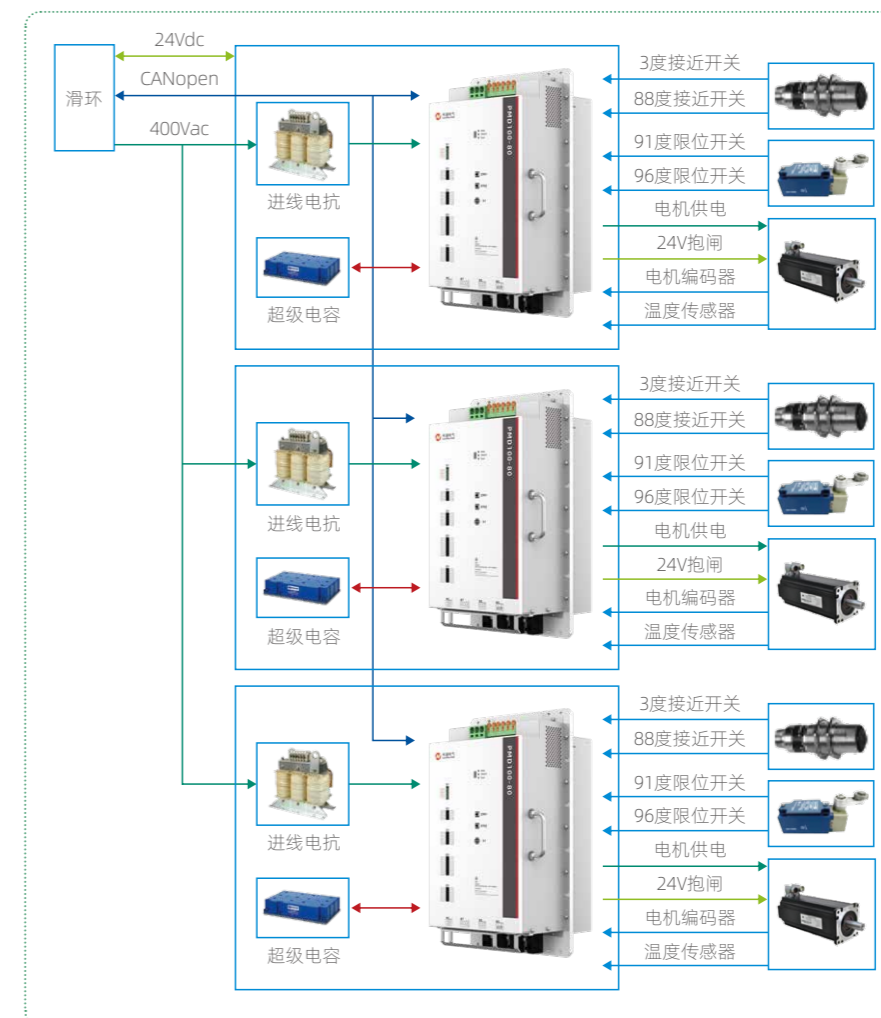 24Vdc
CANopen
滑环
400Vac
进线电抗
超级电容
PMD100-80
3度接近开关
88度接近开关
91度限位开关
96度限位开关
电机供电
24V抱闸
电机编码器
温度传感器
进线电抗
超级电容
PMD100-80
3度接近开关
88度接近开关
91度限位开关
96度限位开关
电机供电
24V抱闸
电机编码器
温度传感器
进线电抗
超级电容
PMD100-80
3度接近开关
88度接近开关
91度限位开关
96度限位开关
电机供电
24V抱闸
电机编码器
温度传感器